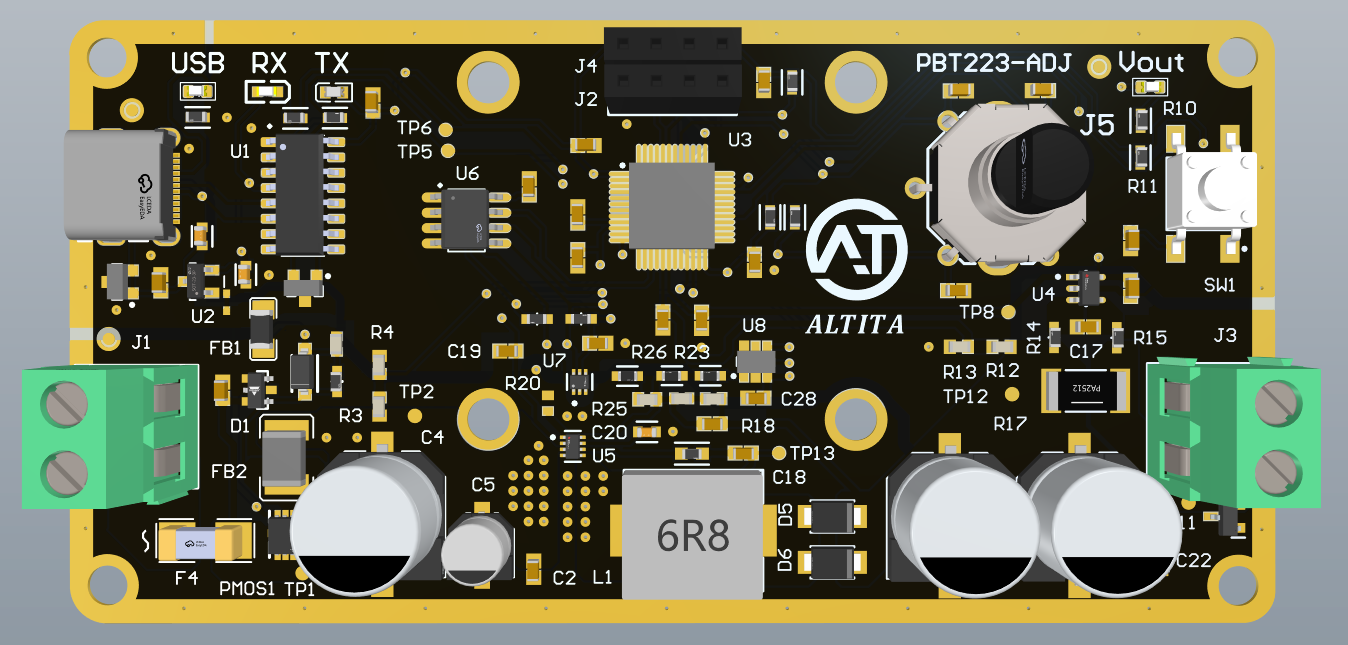 USB RX TX
J4
J2
PBT223-ADJ Vout
R10
J5
TP6
TP5
U3
U1
U6
R11
LCEDA
EasyEDA
AT
ALTITA
SW1
U2
U4
TP8
J1
FB1
R4
C19
U7
U8
R26 R23
R14
C17
R15
J3
R20
R13 R12
TP12
PA2512
D1
R3
TP2
C4
R25
C20
C28
R18
R17
U5
TP13
C18
FB2
C5
6R8
D5
D6
F4
PMOS1 TP1
C2
L1
C22